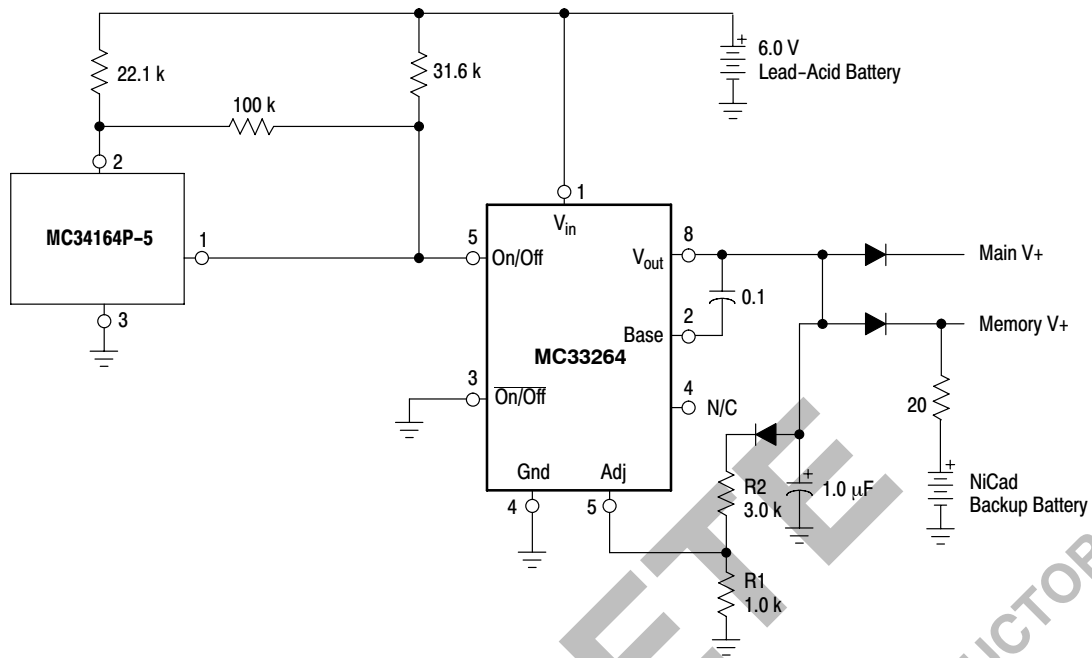 6.0 V
Lead-Acid Battery
22.1 k
31.6 k
100 k
2
1
MC34164P-5
1
3
Vin
5
On/Off
8
Vout
0.1
2
Base
MC33264
3
On/Off
4
N/C
Gnd
Adj
4
5
Main V+
Memory V+
20
NiCad
Backup Battery
R2
3.0 k
1.0 µF
R1
1.0 k